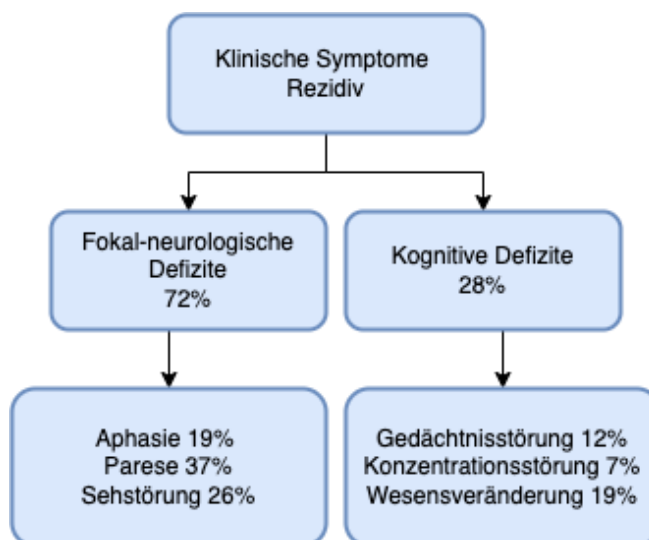 Klinische Symptome
Rezidiv
Fokal-neurologische
Defizite
72%
Kognitive Defizite
28%
Aphasie 19%
Parese 37%
Sehstörung 26%
Gedächtnisstörung 12%
Konzentrationsstörung 7%
Wesensveränderung 19%